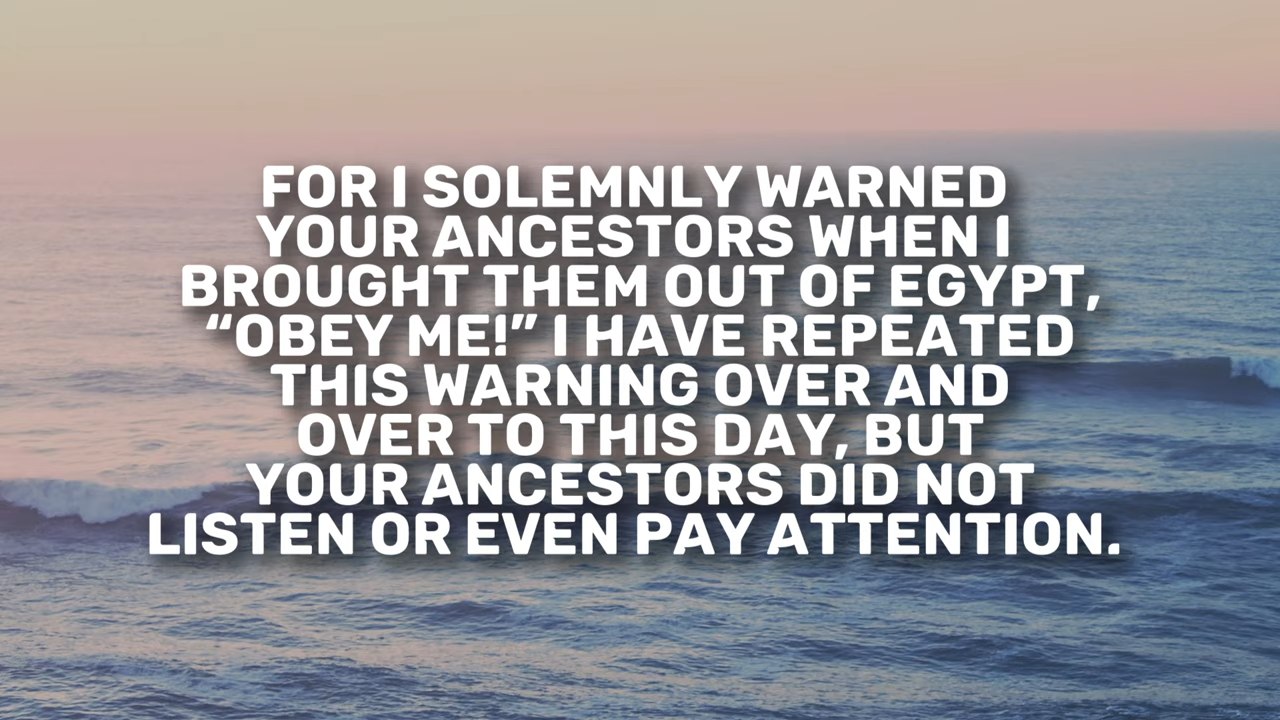 FOR I SOLEMNLY WARNED
YOUR ANCESTORS WHEN I
BROUGHT THEM OUT OF EGYPT,
“OBEY ME!” I HAVE REPEATED
THIS WARNING OVER AND
OVER TO THIS DAY, BUT
YOUR ANCESTORS DID NOT
LISTEN OR EVEN PAY ATTENTION.